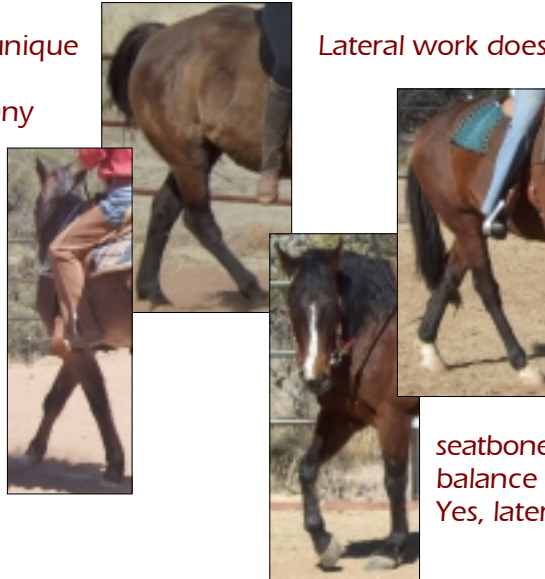 unique
ny
Lateral work does
seatbone
balance
Yes, later